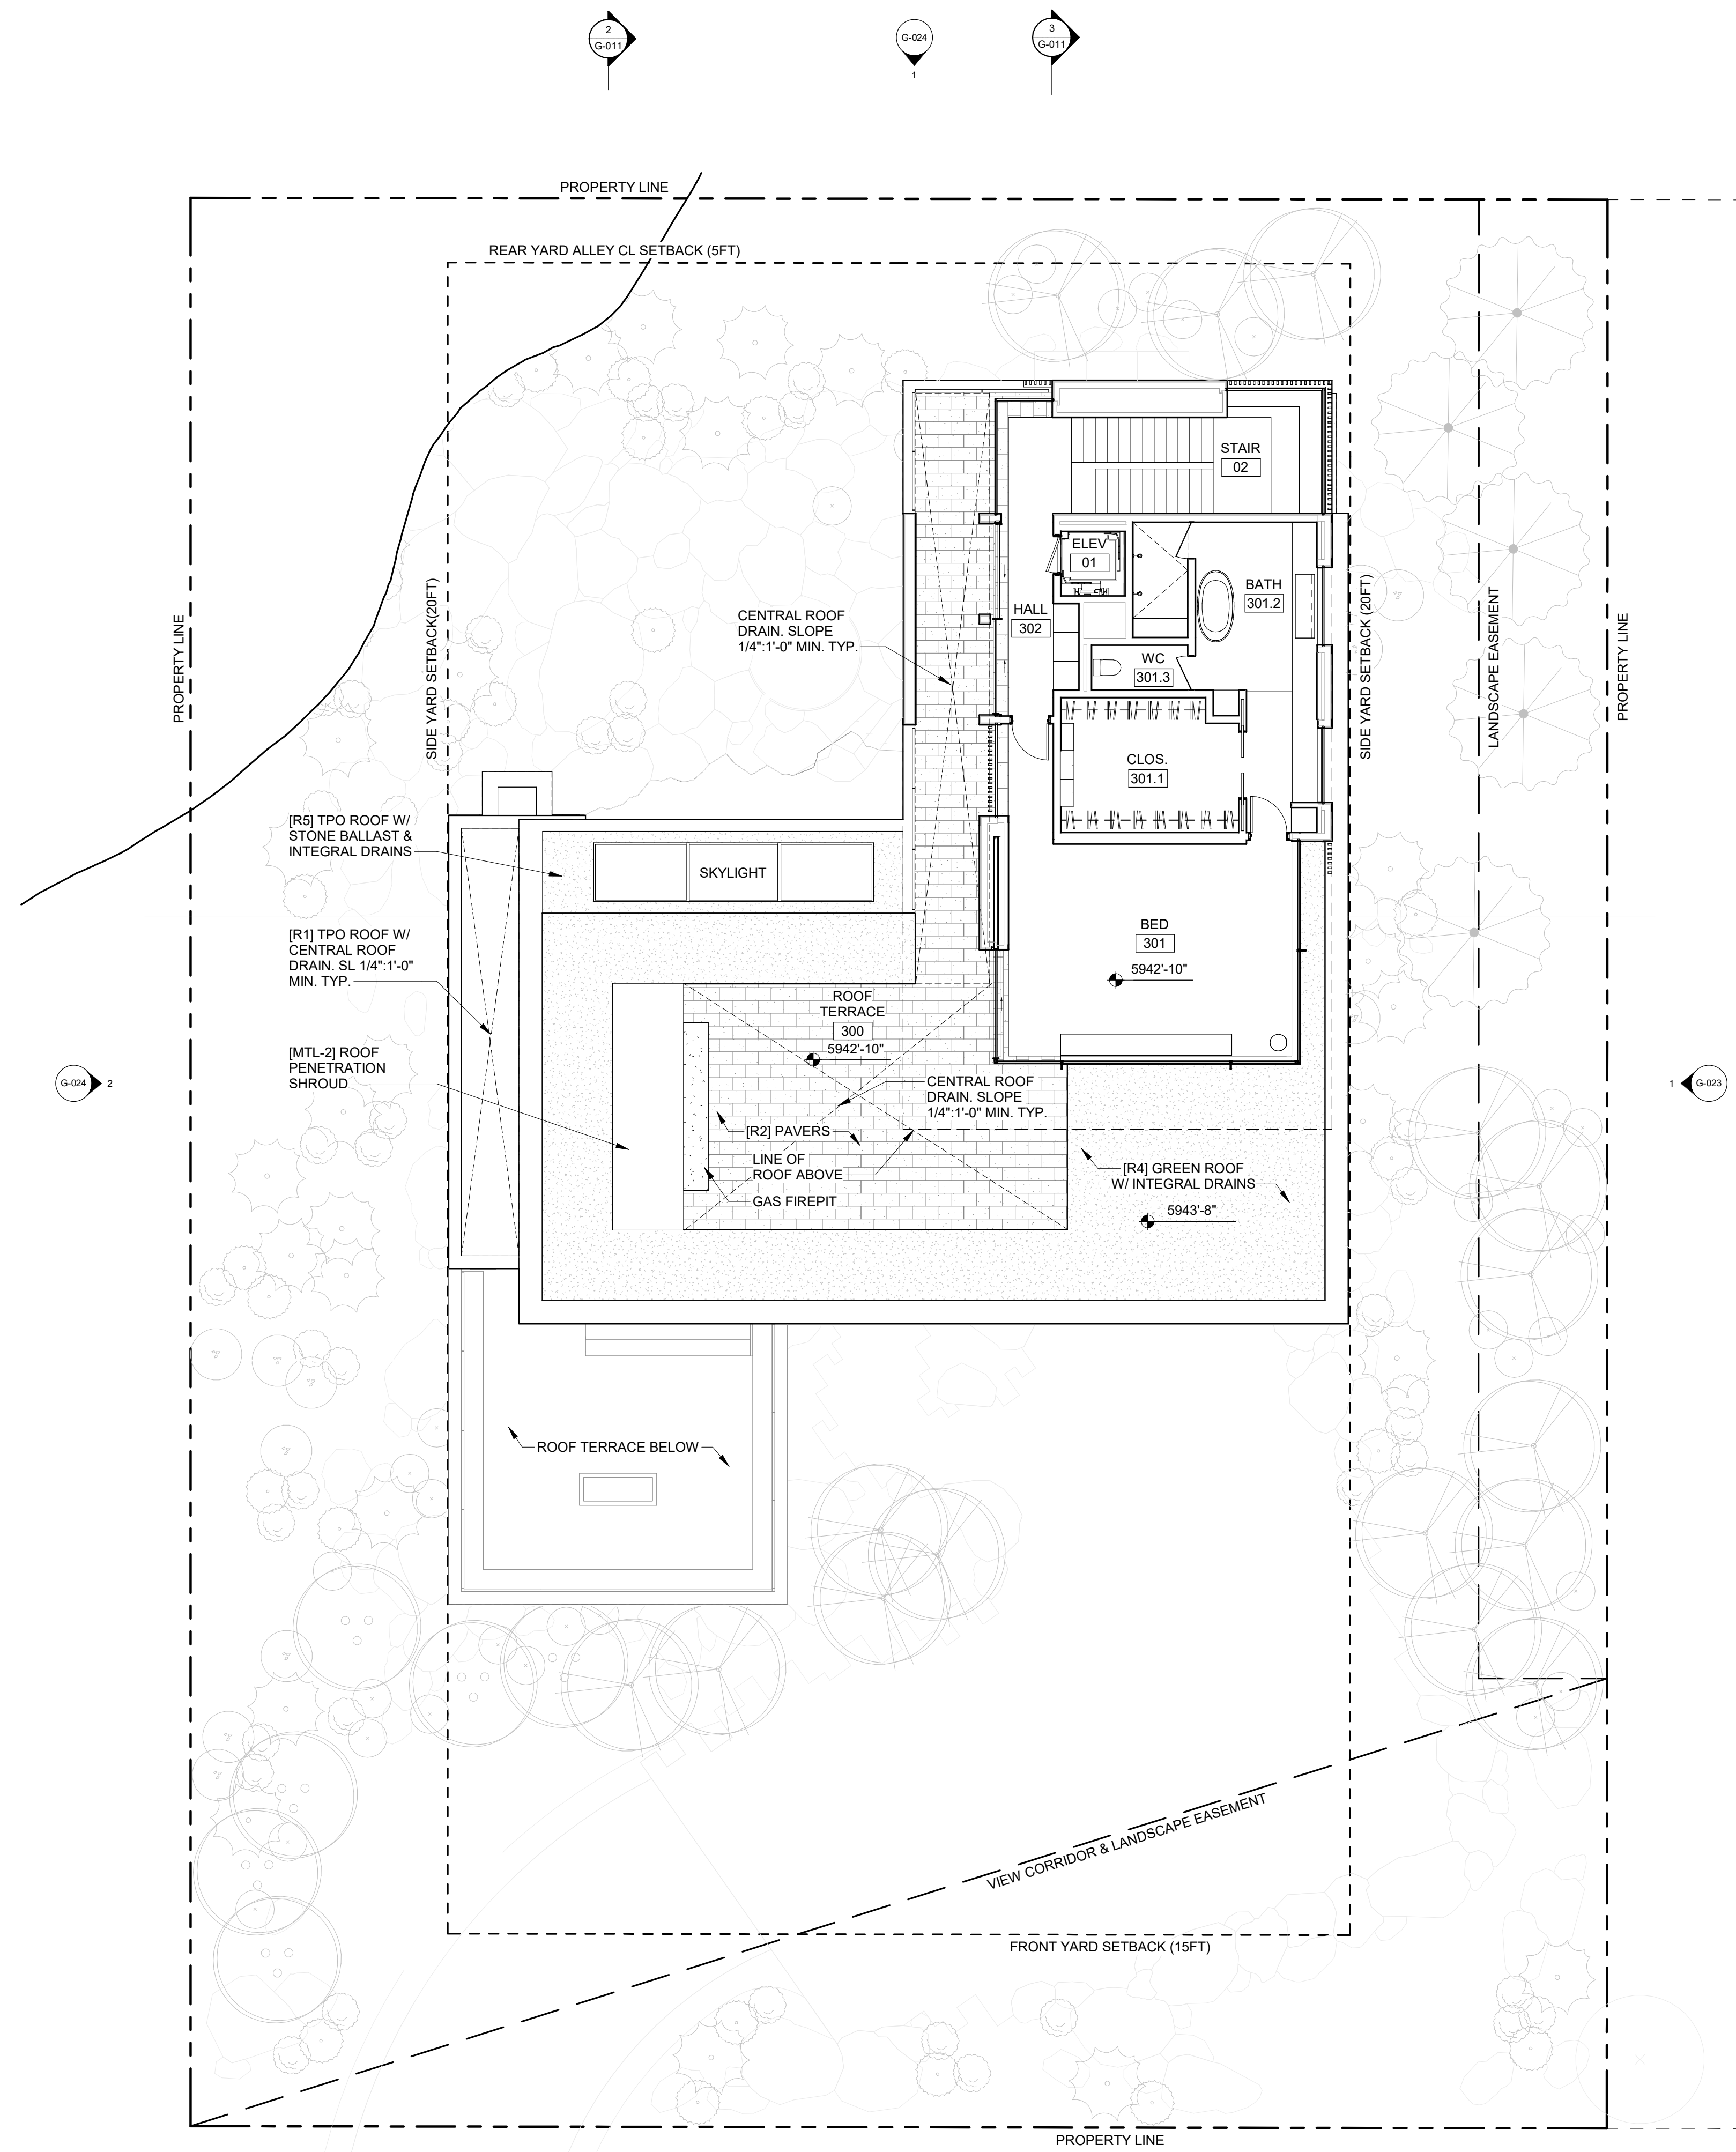 2
G-011
G-024
1
3
G-011
PROPERTY LINE
REAR YARD ALLEY CL SETBACK (5FT)
STAIR
02
ELEV
01
BATH
301.2
HALL
302
CENTRAL ROOF
DRAIN. SLOPE
1/4":1'-0" MIN. TYP.
WC
301.3
PROPERTY LINE
SIDE YARD SETBACK(20FT)
SIDE YARD SETBACK (20FT)
LANDSCAPE EASEMENT
PROPERTY LINE
CLOS.
301.1
[R5] TPO ROOF W/
STONE BALLAST &
INTEGRAL DRAINS
SKYLIGHT
[R1] TPO ROOF W/
CENTRAL ROOF
DRAIN. SL 1/4":1'-0"
MIN. TYP.
BED
301
5942'-10"
ROOF
TERRACE
300
5942'-10"
[MTL-2] ROOF
PENETRATION
SHROUD
G-024
2
1
G-023
CENTRAL ROOF
DRAIN. SLOPE
1/4":1'-0" MIN. TYP.
[R2] PAVERS
LINE OF
ROOF ABOVE
GAS FIREPIT
[R4] GREEN ROOF
W/ INTEGRAL DRAINS
5943'-8"
ROOF TERRACE BELOW
VIEW CORRIDOR & LANDSCAPE EASEMENT
FRONT YARD SETBACK (15FT)
PROPERTY LINE